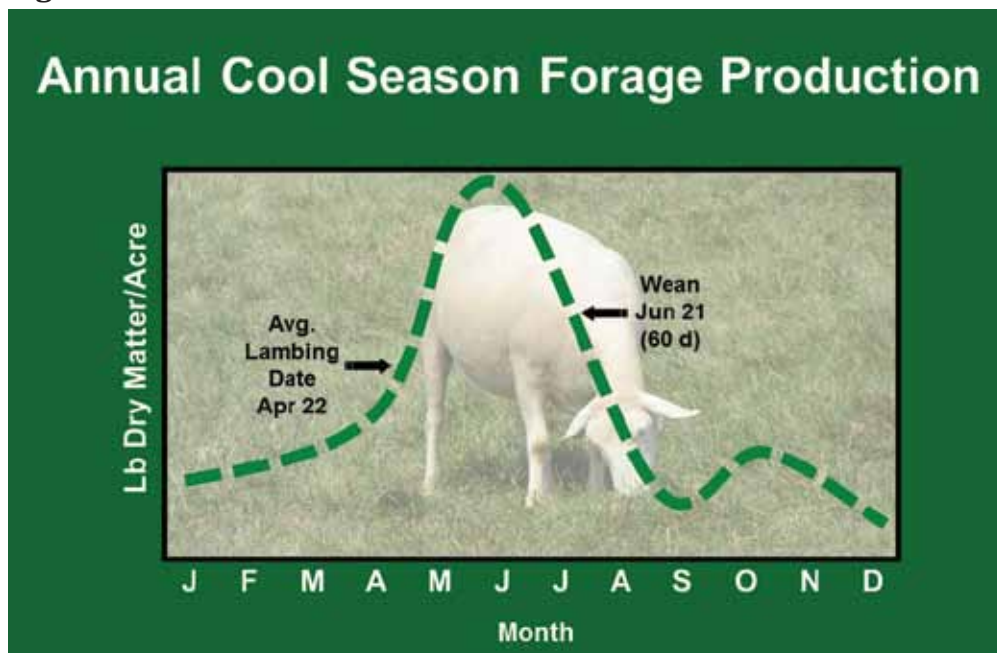 Annual Cool Season Forage Production
Lb Dry Matter/Acre
Avg.
Lambing
Date
Apr 22
Wean
Jun 21
(60 d)
J F M A M J J A S O N D
Month